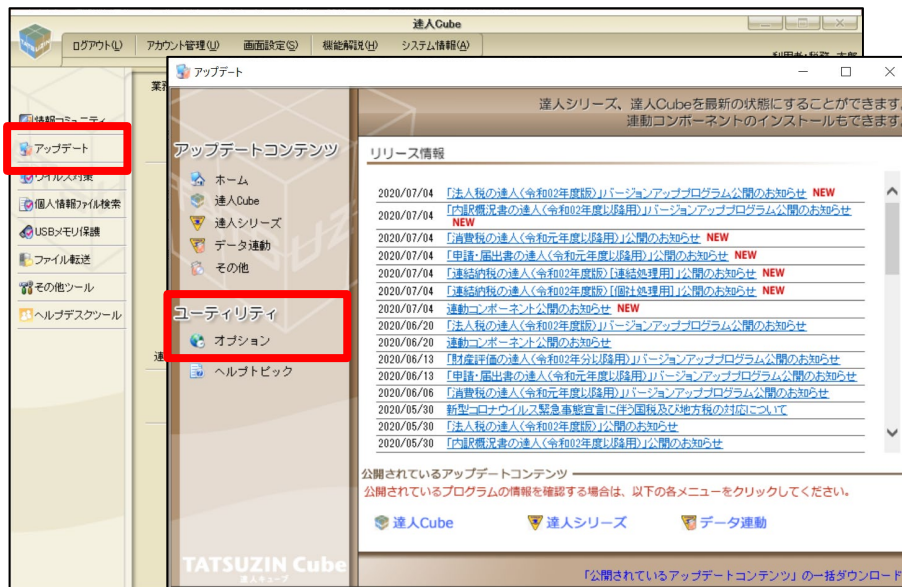 達人Cube
ログアウト(L) アカウント管理(U) 画面設定(S) 機能解説(H) システム情報(A)
アップデート
情報コミュニティ
アップデート
ウイルス対策
個人情報ファイル検索
USBメモリ保護
ファイル転送
その他ツール
ヘルプデスクツール
達人シリーズ、達人Cubeを最新の状態にすることができます。
連動コンポーネントのインストールもできます。
アップデートコンテンツ
ホーム
達人Cube
達人シリーズ
データ連動
その他
ユーティリティ
オプション
ヘルプトピック
TATSUZIN Cube
達人キューブ
リリース情報
2020/07/04 「法人税の達人(令和02年度版)」バージョンアッププログラム公開のお知らせ NEW
2020/07/04 「内訳概況書の達人(令和02年度以降用)」バージョンアッププログラム公開のお知らせ
NEW
2020/07/04 「消費税の達人(令和元年度以降用)」公開のお知らせ NEW
2020/07/04 「申請・届出書の達人(令和元年度以降用)」公開のお知らせ NEW
2020/07/04 「連結納税の達人(令和02年度版)[連結処理用]」公開のお知らせ NEW
2020/07/04 「連結納税の達人(令和02年度版)[個社処理用]」公開のお知らせ NEW
2020/07/04 連動コンポーネント公開のお知らせ NEW
2020/06/20 「法人税の達人(令和02年度版)」バージョンアッププログラム公開のお知らせ
2020/06/20 連動コンポーネント公開のお知らせ
2020/06/13 「財産評価の達人(令和02年分以降用)」バージョンアッププログラム公開のお知らせ
2020/06/13 「申請・届出書の達人(令和元年度以降用)」バージョンアッププログラム公開のお知らせ
2020/06/06 「消費税の達人(令和元年度以降用)」バージョンアッププログラム公開のお知らせ
2020/05/30 新型コロナウイルス緊急事態宣言に伴う国税及び地方税の対応について
2020/05/30 「法人税の達人(令和02年度版)」公開のお知らせ
2020/05/30 「内訳概況書の達人(令和02年度以降用)」公開のお知らせ
公開されているアップデートコンテンツ
公開されているプログラムの情報を確認する場合は、以下の各メニューをクリックしてください。
達人Cube 達人シリーズ データ連動
「公開されているアップデートコンテンツ」の一括ダウンロード